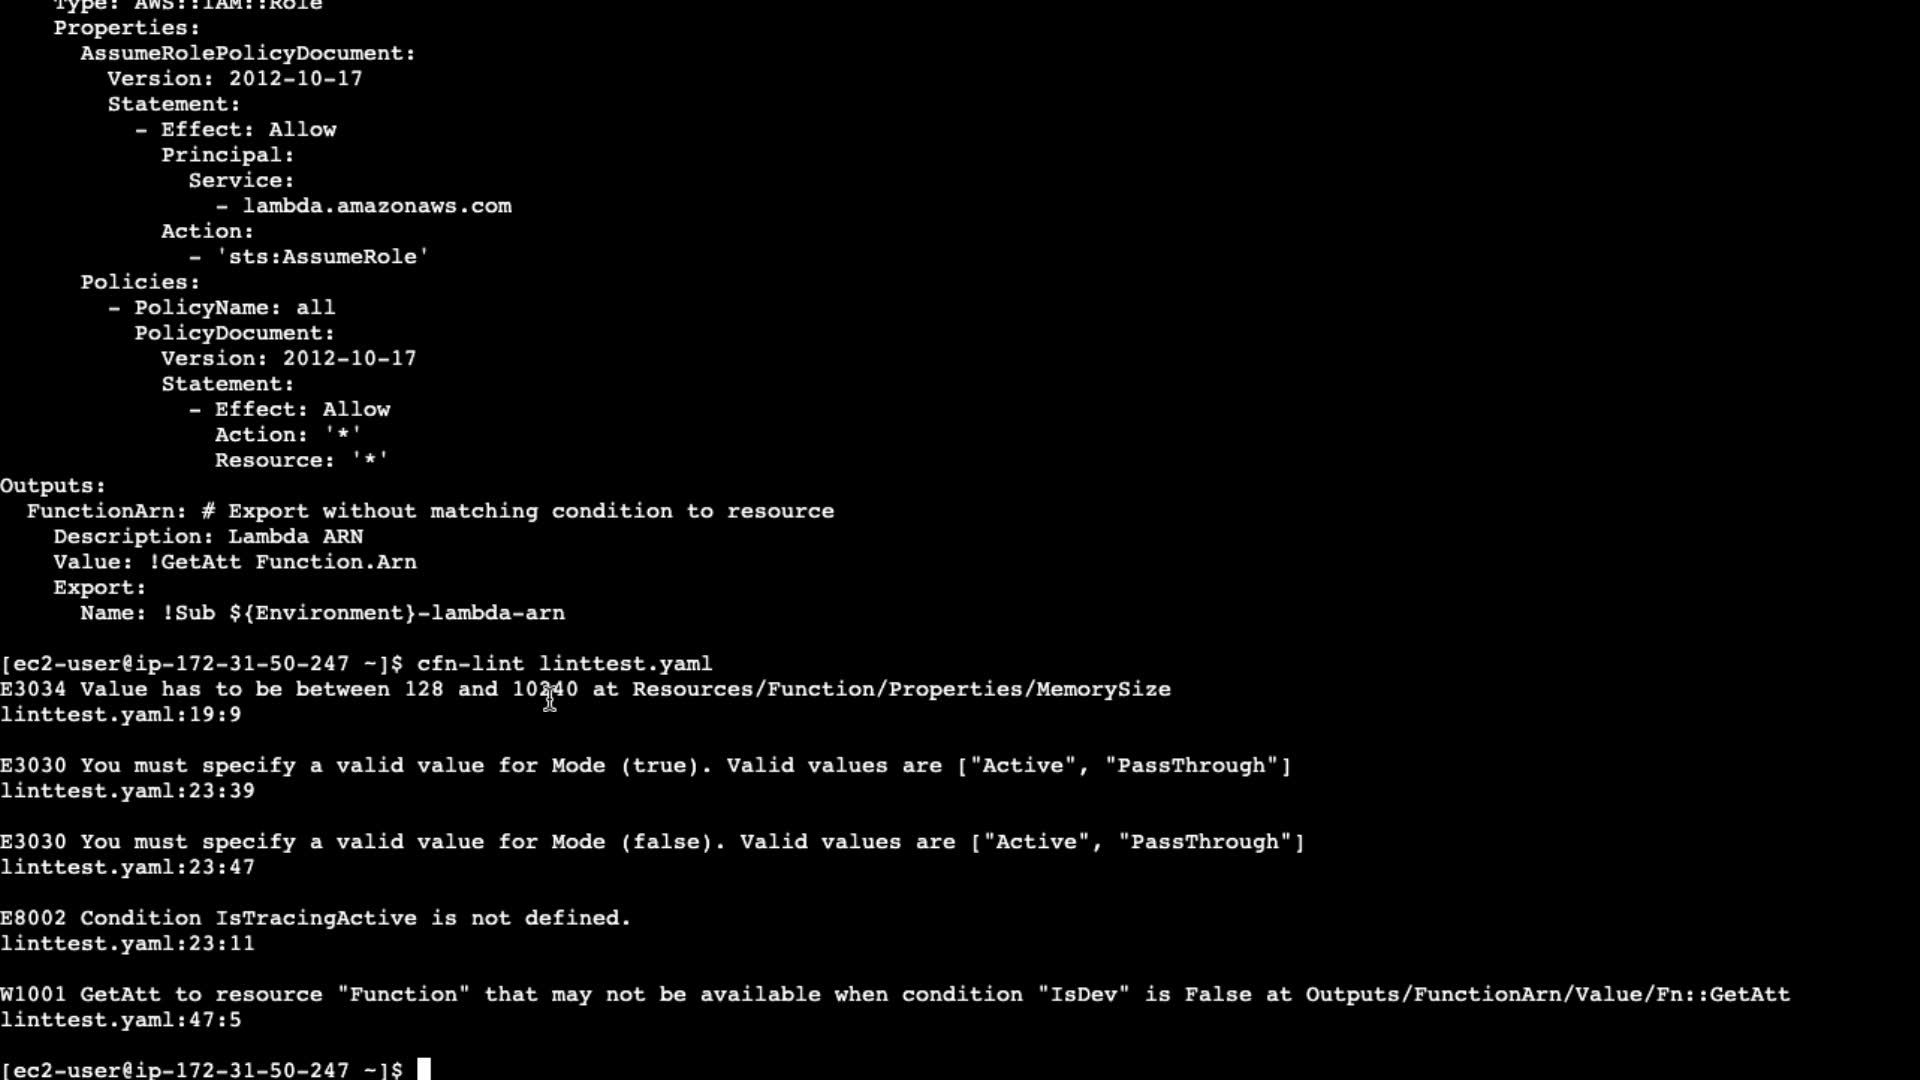 Type: AWS::IAM::Role
    Properties:
      AssumeRolePolicyDocument:
        Version: 2012-10-17
        Statement:
          - Effect: Allow
            Principal:
              Service:
                - lambda.amazonaws.com
            Action:
              - 'sts:AssumeRole'
      Policies:
        - PolicyName: all
          PolicyDocument:
            Version: 2012-10-17
            Statement:
              - Effect: Allow
                Action: '*'
                Resource: '*'
Outputs:
  FunctionArn: # Export without matching condition to resource
    Description: Lambda ARN
    Value: !GetAtt Function.Arn
    Export:
      Name: !Sub ${Environment}-lambda-arn
[ec2-user@ip-172-31-50-247 ~]$ cfn-lint linttest.yaml
E3034 Value has to be between 128 and 10240 at Resources/Function/Properties/MemorySize
linttest.yaml:19:9
E3030 You must specify a valid value for Mode (true). Valid values are ["Active", "PassThrough"]
linttest.yaml:23:39
E3030 You must specify a valid value for Mode (false). Valid values are ["Active", "PassThrough"]
linttest.yaml:23:47
E8002 Condition IsTracingActive is not defined.
linttest.yaml:23:11
W1001 GetAtt to resource "Function" that may not be available when condition "IsDev" is False at Outputs/FunctionArn/Value/Fn::GetAtt
linttest.yaml:47:5
[ec2-user@ip-172-31-50-247 ~]$